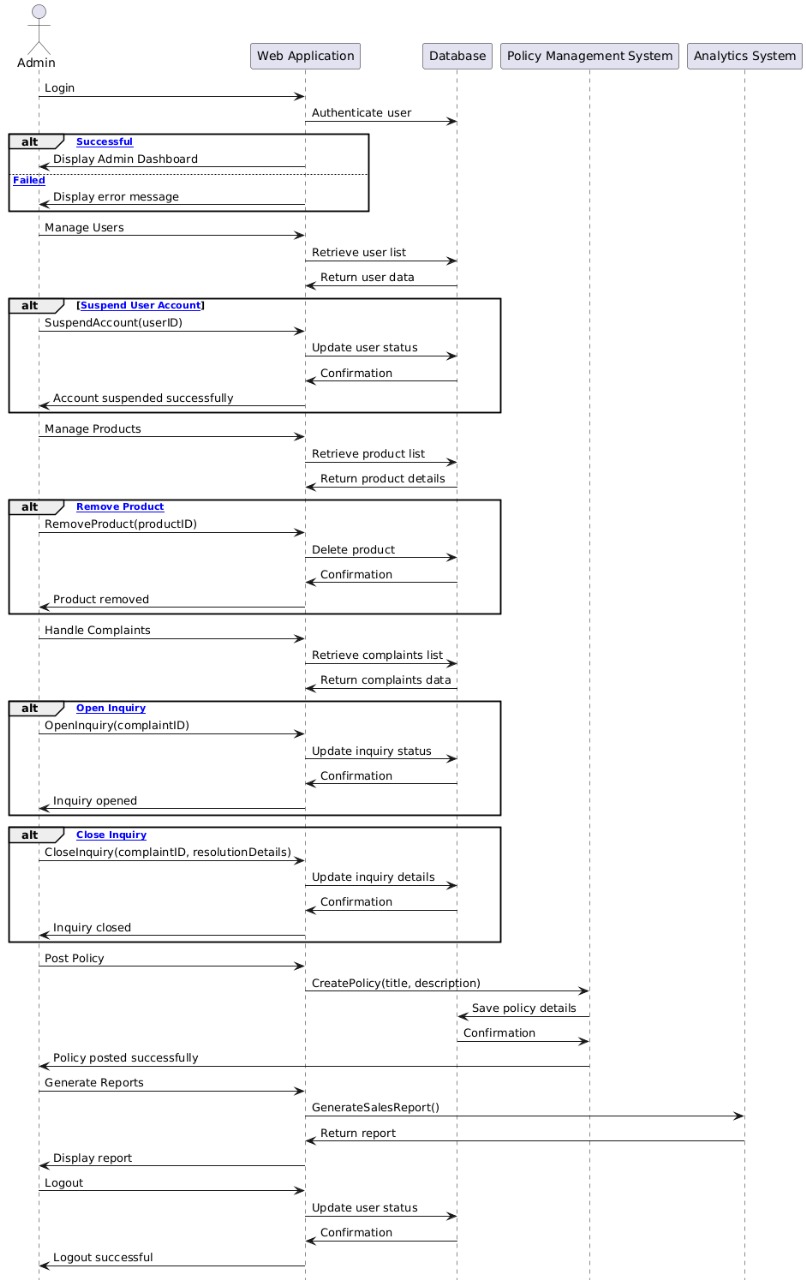 Admin
Web Application
Database
Policy Management System
Analytics System
Login
Authenticate user
alt
Successful
Display Admin Dashboard
Failed
Display error message
Manage Users
Retrieve user list
Return user data
alt
[Suspend User Account]
SuspendAccount(userID)
Update user status
Confirmation
Account suspended successfully
Manage Products
Retrieve product list
Return product details
alt
Remove Product
RemoveProduct(productID)
Delete product
Confirmation
Product removed
Handle Complaints
Retrieve complaints list
Return complaints data
alt
Open Inquiry
OpenInquiry(complaintID)
Update inquiry status
Confirmation
Inquiry opened
alt
Close Inquiry
CloseInquiry(complaintID, resolutionDetails)
Update inquiry details
Confirmation
Inquiry closed
Post Policy
CreatePolicy(title, description)
Save policy details
Confirmation
Policy posted successfully
Generate Reports
GenerateSalesReport()
Return report
Display report
Logout
Update user status
Confirmation
Logout successful